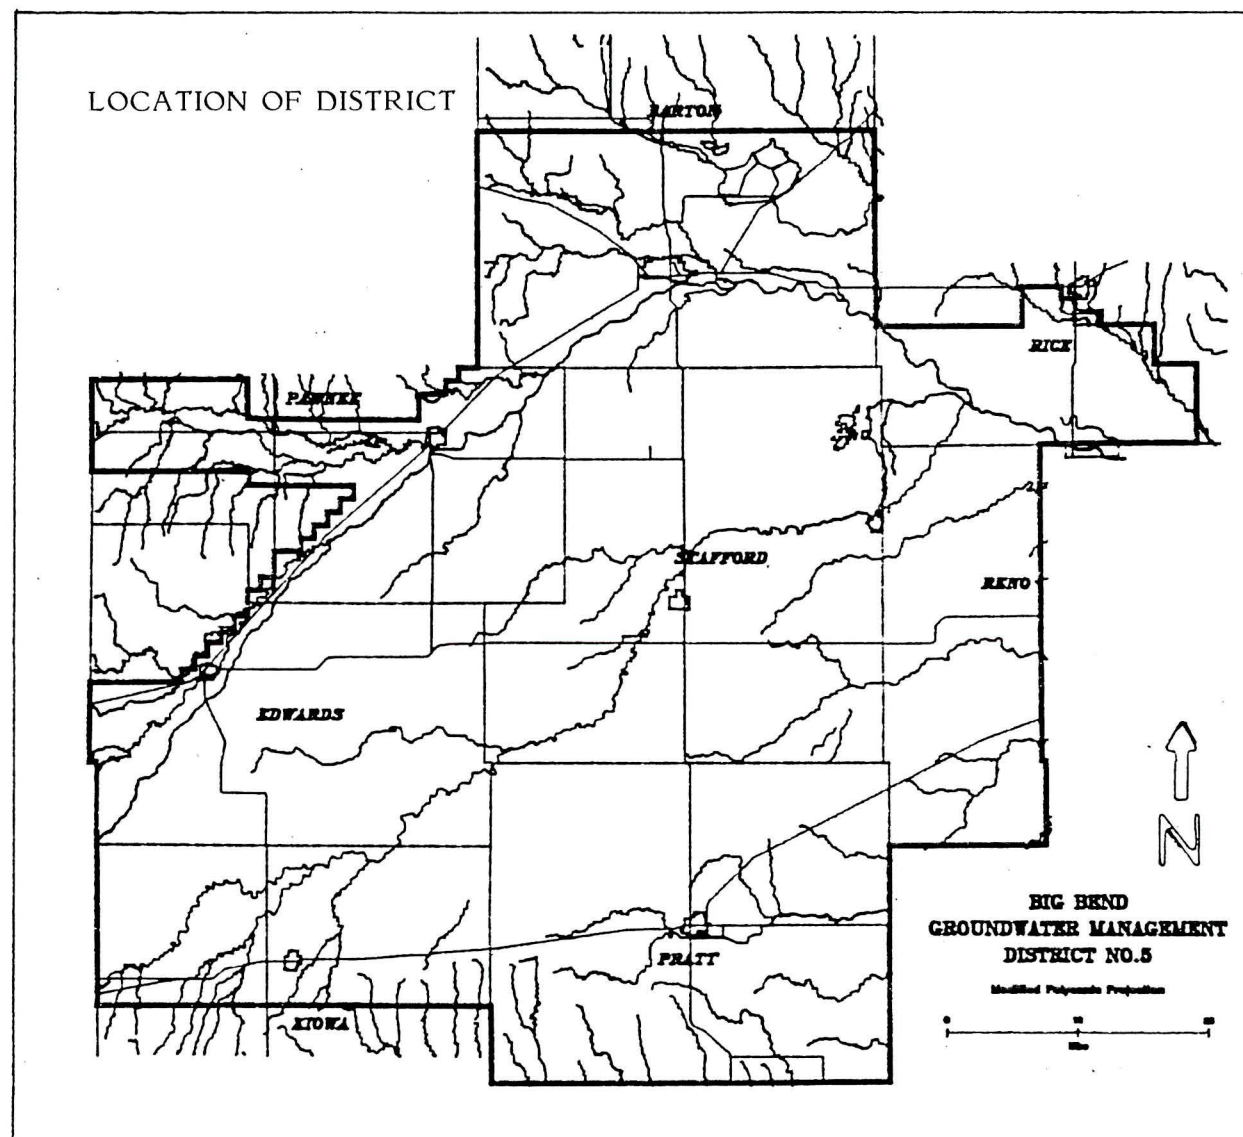 LOCATION OF DISTRICT
BARTON
RICE
PAWNEE
STAFFORD
RENO
EDWARDS
N
BIG BEND
GROUNDWATER MANAGEMENT
DISTRICT NO.5
Modified Polyconic Projection
PRATT
KIOWA
0 10 20
Miles